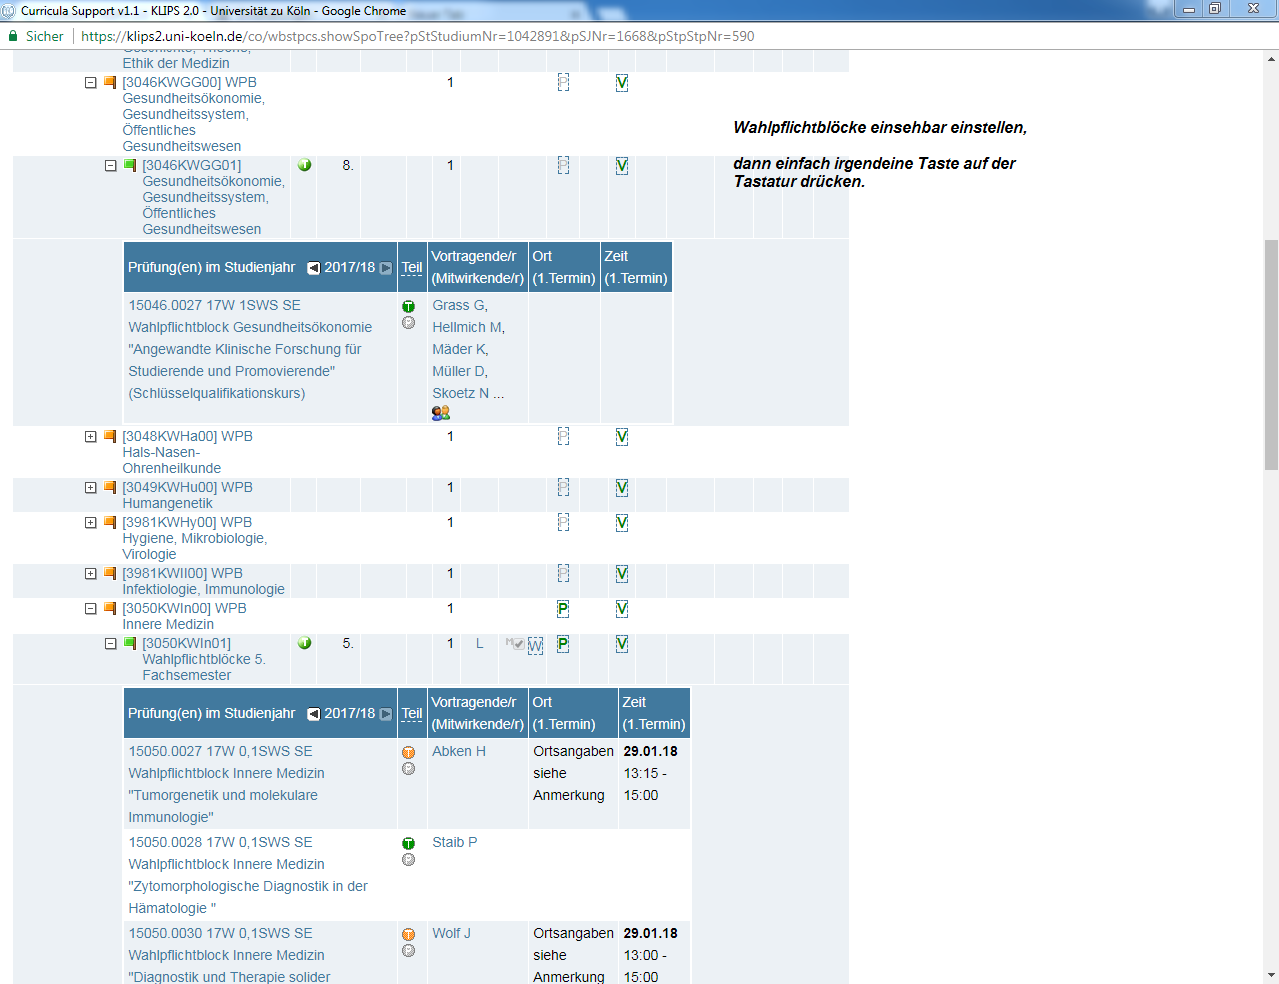 Curricula Support v1.1 - KLIPS 2.0 - Universität zu Köln - Google Chrome
Sicher https://klips2.uni-koeln.de/co/wbstpcs.showSpoTree?pStStudiumNr=1042891&pSJNr=1668&pStpStpNr=590
Ethik der Medizin
[3046KWGG00] WPB 1 P V
Gesundheitsökonomie,
Gesundheitssystem,
Öffentliches
Gesundheitswesen
Wahlpflichtblöcke einsehbar einstellen,
dann einfach irgendeine Taste auf der
Tastatur drücken.
[3046KWGG01] T 8. 1 P V
Gesundheitsökonomie,
Gesundheitssystem,
Öffentliches
Gesundheitswesen
Prüfung(en) im Studienjahr 2017/18 Teil Vortragende/r (Mitwirkende/r) Ort (1.Termin) Zeit (1.Termin)
15046.0027 17W 1SWS SE T Grass G,
Wahlpflichtblock Gesundheitsökonomie P Hellmich M,
"Angewandte Klinische Forschung für Mäder K,
Studierende und Promovierende" Müller D,
(Schlüsselqualifikationskurs) Skoetz N ...
[3048KWHa00] WPB 1 P V
Hals-Nasen-
Ohrenheilkunde
[3049KWHu00] WPB 1 P V
Humangenetik
[3981KWHy00] WPB 1 P V
Hygiene, Mikrobiologie,
Virologie
[3981KWII00] WPB 1 P V
Infektiologie, Immunologie
[3050KWIn00] WPB 1 P V
Innere Medizin
[3050KWIn01] T 5. 1 L M W P V
Wahlpflichtblöcke 5.
Fachsemester
Prüfung(en) im Studienjahr 2017/18 Teil Vortragende/r (Mitwirkende/r) Ort (1.Termin) Zeit (1.Termin)
15050.0027 17W 0,1SWS SE T Abken H Ortsangaben 29.01.18
Wahlpflichtblock Innere Medizin P siehe 13:15 -
"Tumorgenetik und molekulare Anmerkung 15:00
Immunologie"
15050.0028 17W 0,1SWS SE T Staib P
Wahlpflichtblock Innere Medizin P
"Zytomorphologische Diagnostik in der
Hämatologie "
15050.0030 17W 0,1SWS SE T Wolf J Ortsangaben 29.01.18
Wahlpflichtblock Innere Medizin P siehe 13:00 -
"Diagnostik und Therapie solider Anmerkung 15:00